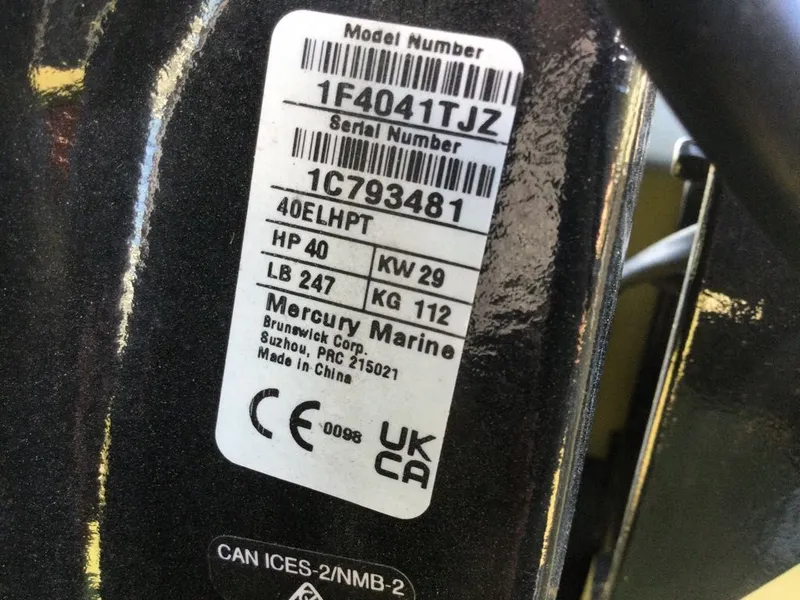 Model Number
1F4041TJZ
Serial Number
1C793481
40ELHPT
HP 40 KW 29
LB 247 KG 112
Mercury Marine
Brunswick Corp.
Suzhou, PRC 215021
Made in China
CE 0098 UK
CA
CAN ICES-2/NMB-2